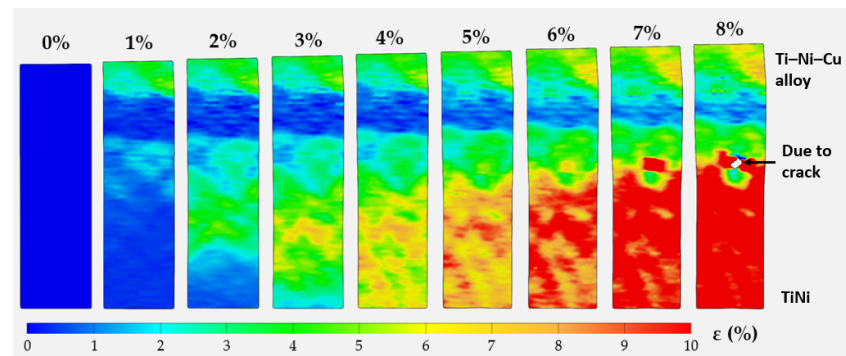 0% 1% 2% 3% 4% 5% 6% 7% 8%
Ti–Ni–Cu
alloy
Due to
crack
TiNi
0 1 2 3 4 5 6 7 8 9 10 ε (%)